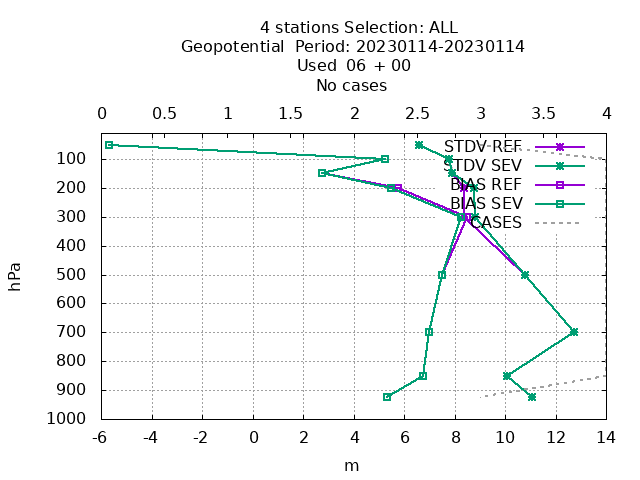 4 stations Selection: ALL
Geopotential  Period: 20230114-20230114
Used  06 + 00
No cases
0 0.5 1 1.5 2 2.5 3 3.5 4
STDV REF
STDV SEV
BIAS REF
BIAS SEV
CASES
100
200
300
400
500
600
700
800
900
1000
hPa
-6 -4 -2 0 2 4 6 8 10 12 14
m